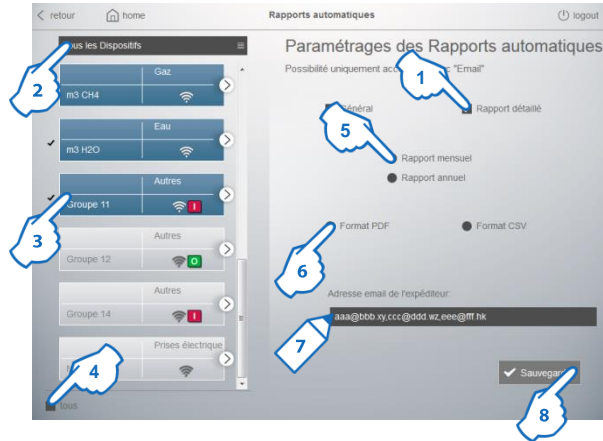 retour
home
Rapports automatiques
logout
ous les Dispositifs
Paramétrages des Rapports automatiques
Possibilité uniquement acc "Email"
1
2
Gaz
m3 CH4
Général
Rapport détaillé
5
Eau
m3 H2O
Rapport mensuel
Rapport annuel
Autres
Groupe 11
I
3
Format PDF
Format CSV
6
Autres
Groupe 12
O
Autres
Groupe 14
I
Adresse email de l'expéditeur:
aaa@bbb.xy,ccc@ddd.wz,eee@fff.hk
7
Prises électrique
4
Sauvegar
8
tous